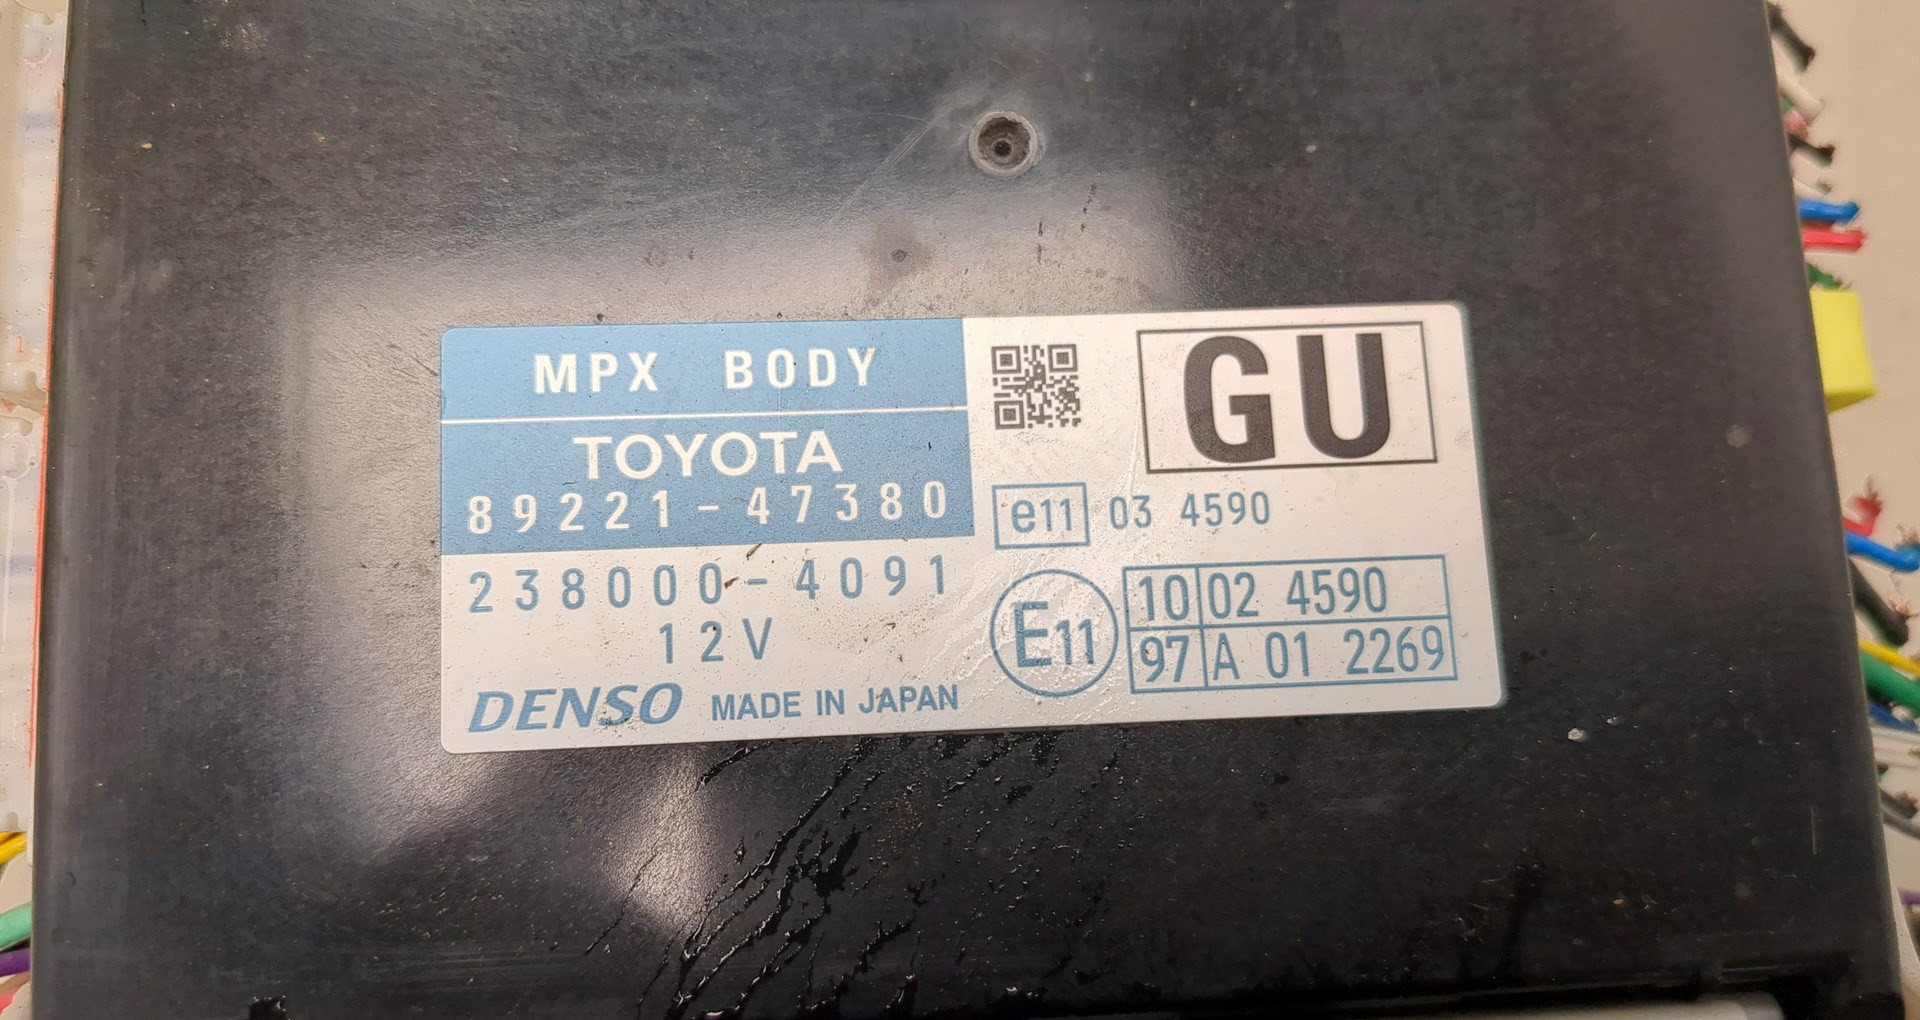 MPX BODY
TOYOTA
89221-47380
238000-4091
12V
DENSO MADE IN JAPAN
GU
e11 03 4590
E11
10 02 4590
97 A 01 2269
1